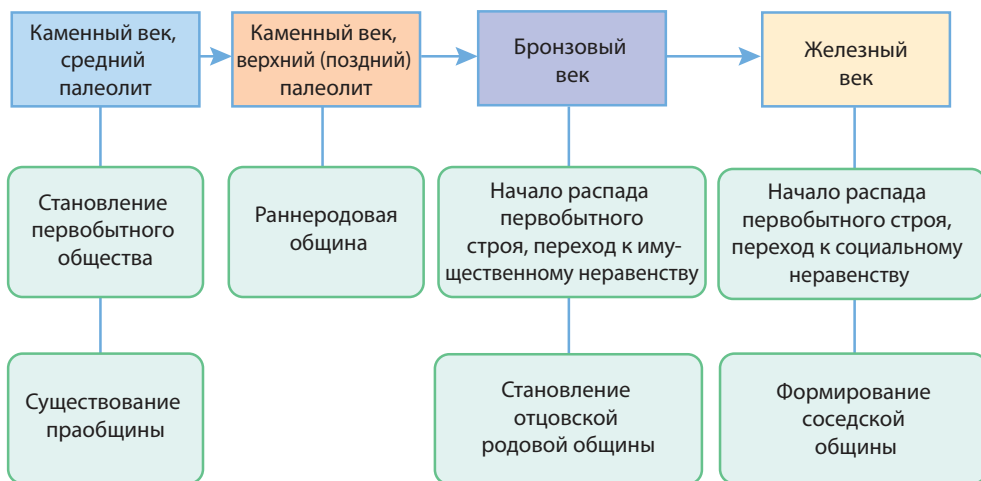 Каменный век,
средний
палеолит
Каменный век,
верхний (поздний)
палеолит
Бронзовый
век
Железный
век
Становление
первобытного
общества
Раннеродовая
община
Начало распада
первобытного
строя, переход к иму-
щественному неравенству
Начало распада
первобытного строя,
переход к социальному
неравенству
Существование
праобщины
Становление
отцовской
родовой общины
Формирование
соседской
общины